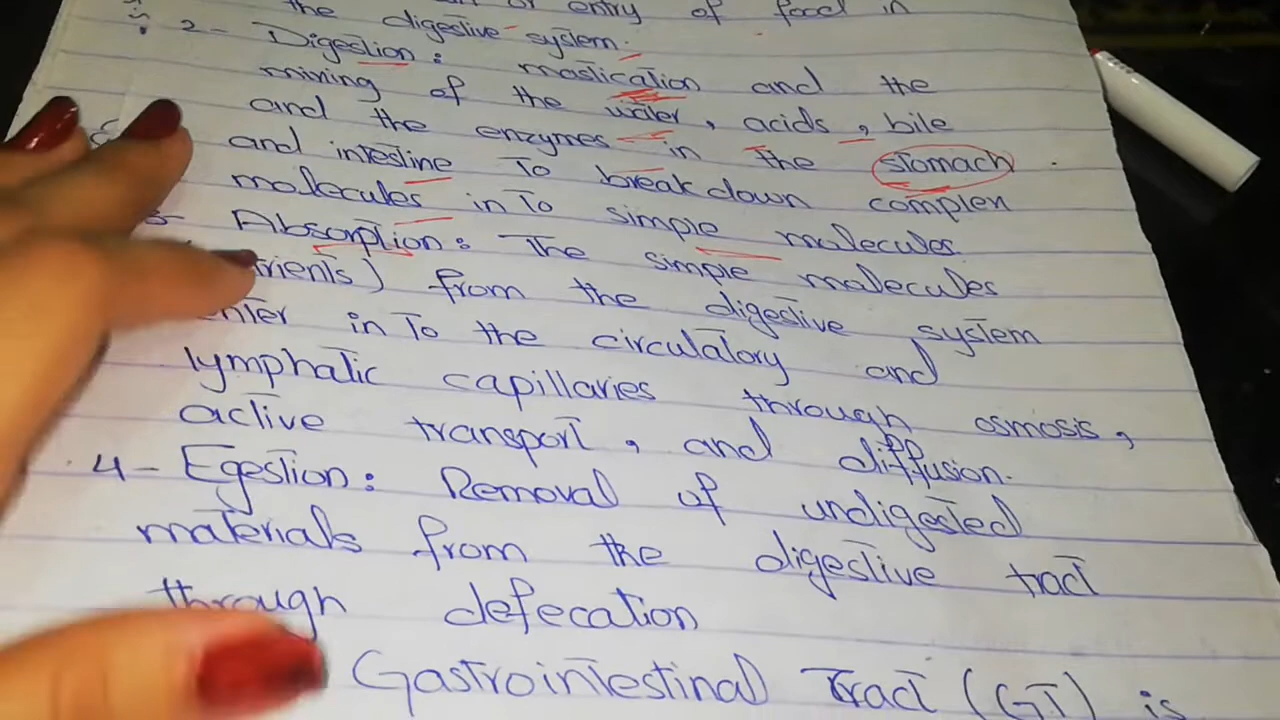 the digestive system.
2- Digestion: mastication and the
mixing of the water, acids, bile
and the enzymes in the stomach
and intestine To breakdown complex
molecules in To simple molecules.
3- Absorption: The simple molecules
rients) from the digestive system
enter in To the circulatory and
lymphatic capillaries through osmosis,
active transport, and diffusion.
4- Egestion: Removal of undigested
materials from the digestive tract
through defecation
Gastrointestinal Tract (GT) is